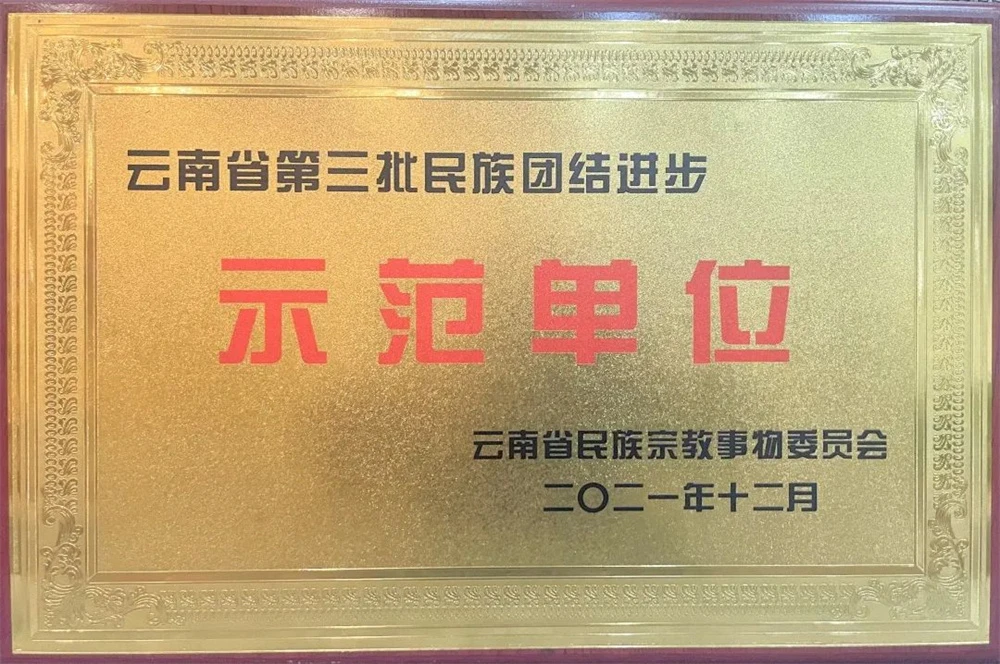 云南省第三批民族团结进步
示范单位
云南省民族宗教事物委员会
二〇二一年十二月